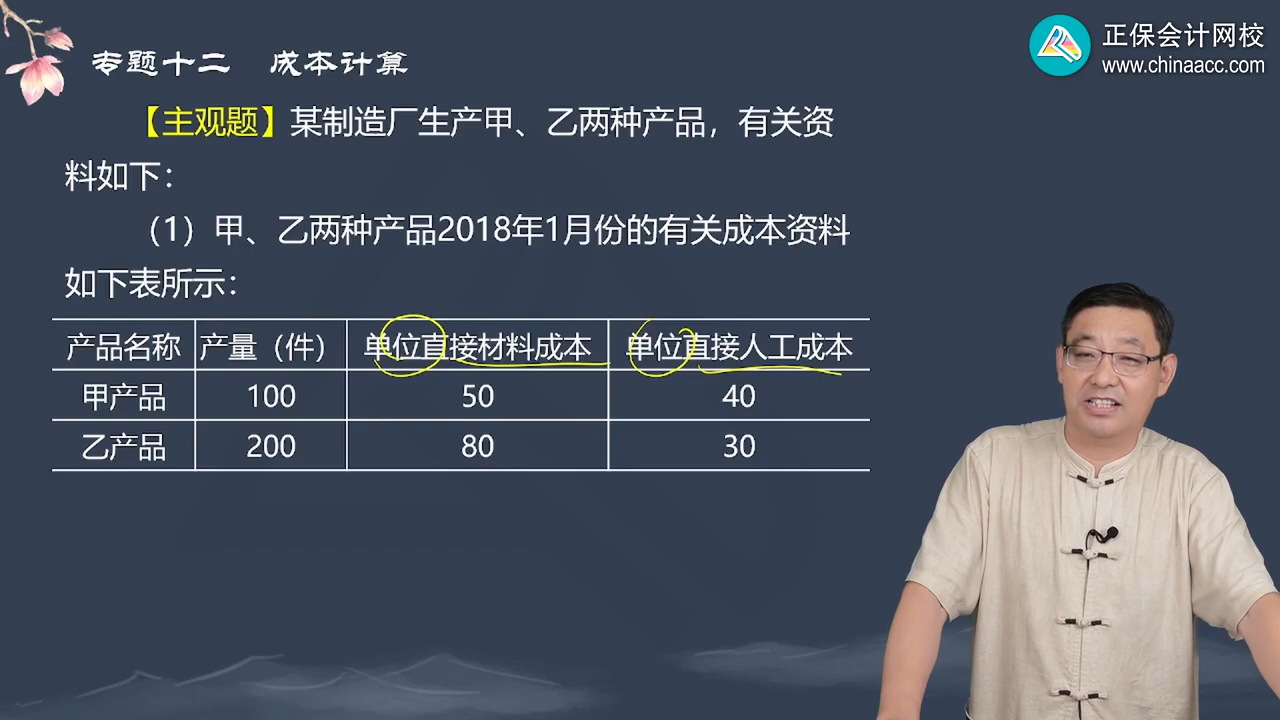 正保会计网校
www.chinaacc.com
专题十二 成本计算
【主观题】某制造厂生产甲、乙两种产品，有关资
料如下：
（1）甲、乙两种产品2018年1月份的有关成本资料
如下表所示：
产品名称 产量（件） 单位直接材料成本 单位直接人工成本
甲产品 100 50 40
乙产品 200 80 30